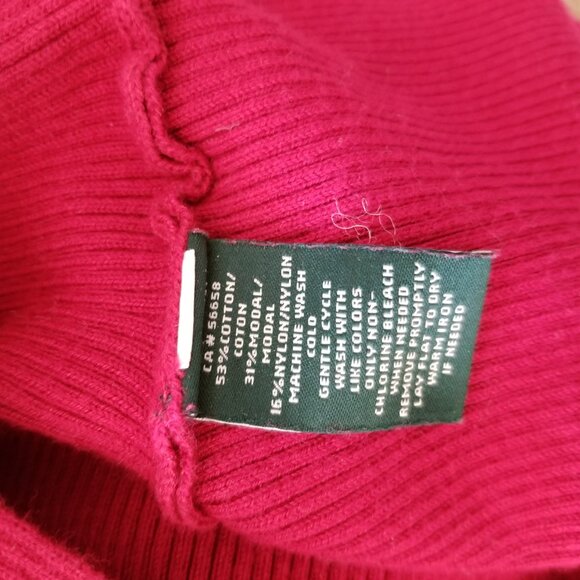 CA# 56658
53%COTTON/
COTON
31%MODAL/
MODAL
16%NYLON/NYLON
MACHINE WASH
COLD
GENTLE CYCLE
WASH WITH
LIKE COLORS
ONLY NON-
CHLORINE BLEACH
WHEN NEEDED
REMOVE PROMPTLY
LAY FLAT TO DRY
WARM IRON
IF NEEDED